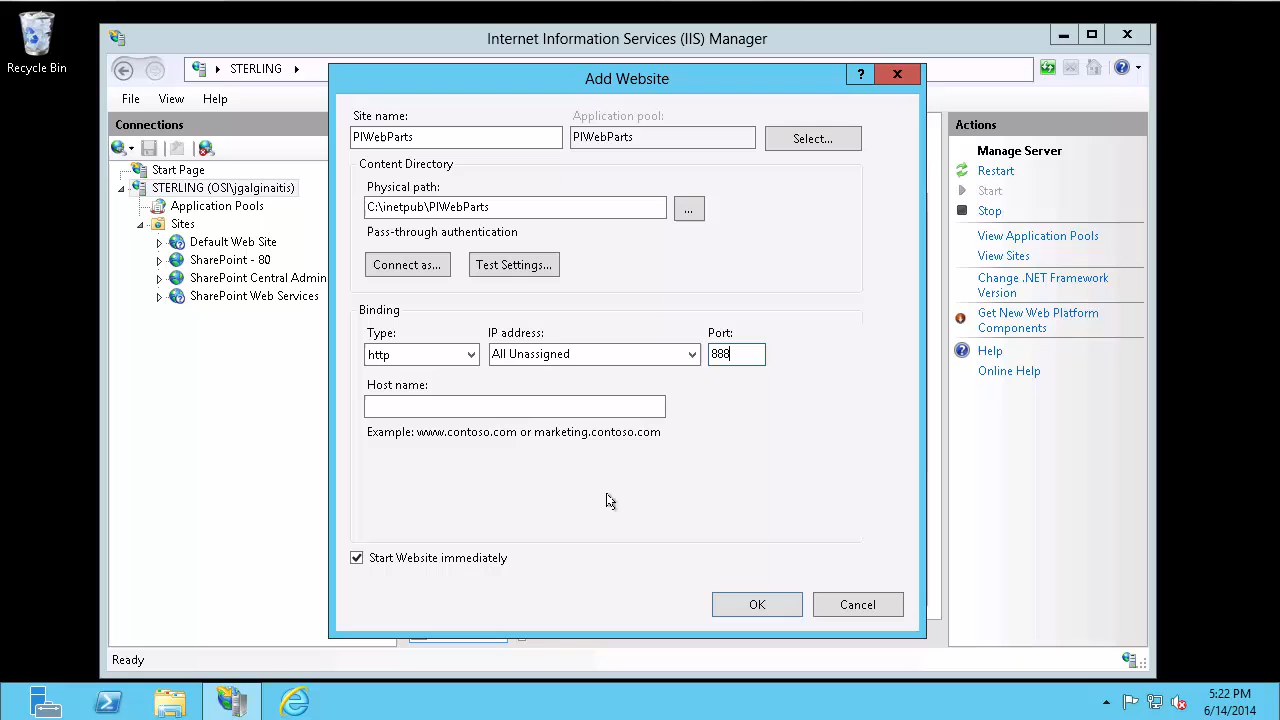 Recycle Bin
Internet Information Services (IIS) Manager
STERLING
File View Help
Connections
Start Page
STERLING (OSI\jgalginaitis)
Application Pools
Sites
Default Web Site
SharePoint - 80
SharePoint Central Admin
SharePoint Web Services
Ready
Add Website
?
Site name:
Application pool:
PIWebParts
PIWebParts
Select...
Content Directory
Physical path:
C:\inetpub\PIWebParts
...
Pass-through authentication
Connect as...
Test Settings...
Binding
Type:
IP address:
Port:
http
All Unassigned
888
Host name:
Example: www.contoso.com or marketing.contoso.com
Start Website immediately
OK
Cancel
Actions
Manage Server
Restart
Start
Stop
View Application Pools
View Sites
Change .NET Framework
Version
Get New Web Platform
Components
Help
Online Help
5:22 PM
6/14/2014